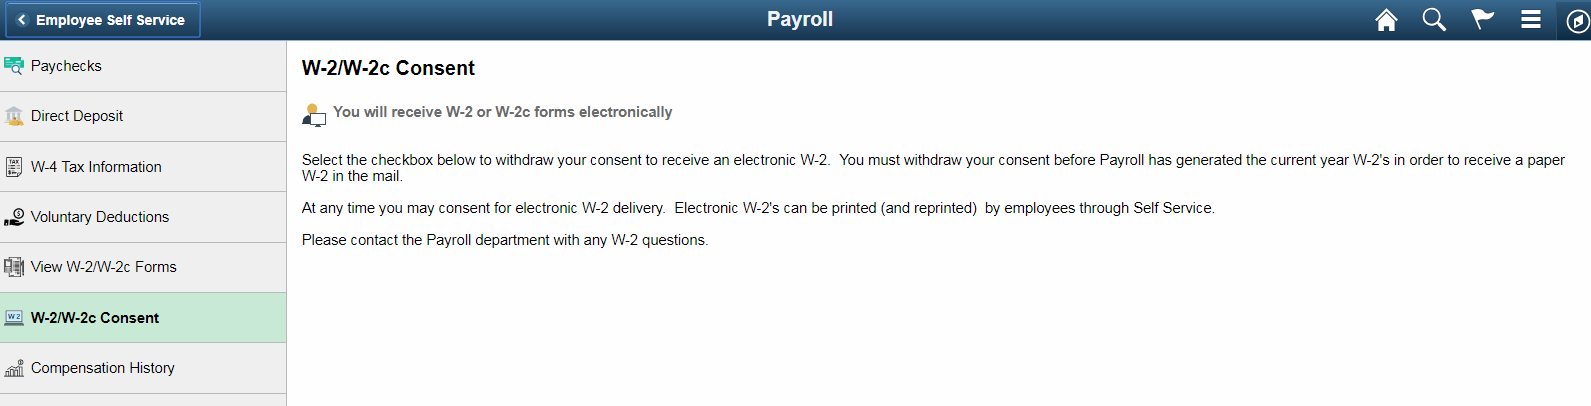 Employee Self Service
Payroll
Paychecks
Direct Deposit
TAX
W-4 Tax Information
Voluntary Deductions
View W-2/W-2c Forms
W 2
W-2/W-2c Consent
Compensation History
W-2/W-2c Consent
You will receive W-2 or W-2c forms electronically
Select the checkbox below to withdraw your consent to receive an electronic W-2.  You must withdraw your consent before Payroll has generated the current year W-2's in order to receive a paper
W-2 in the mail.
At any time you may consent for electronic W-2 delivery.  Electronic W-2's can be printed (and reprinted)  by employees through Self Service.
Please contact the Payroll department with any W-2 questions.